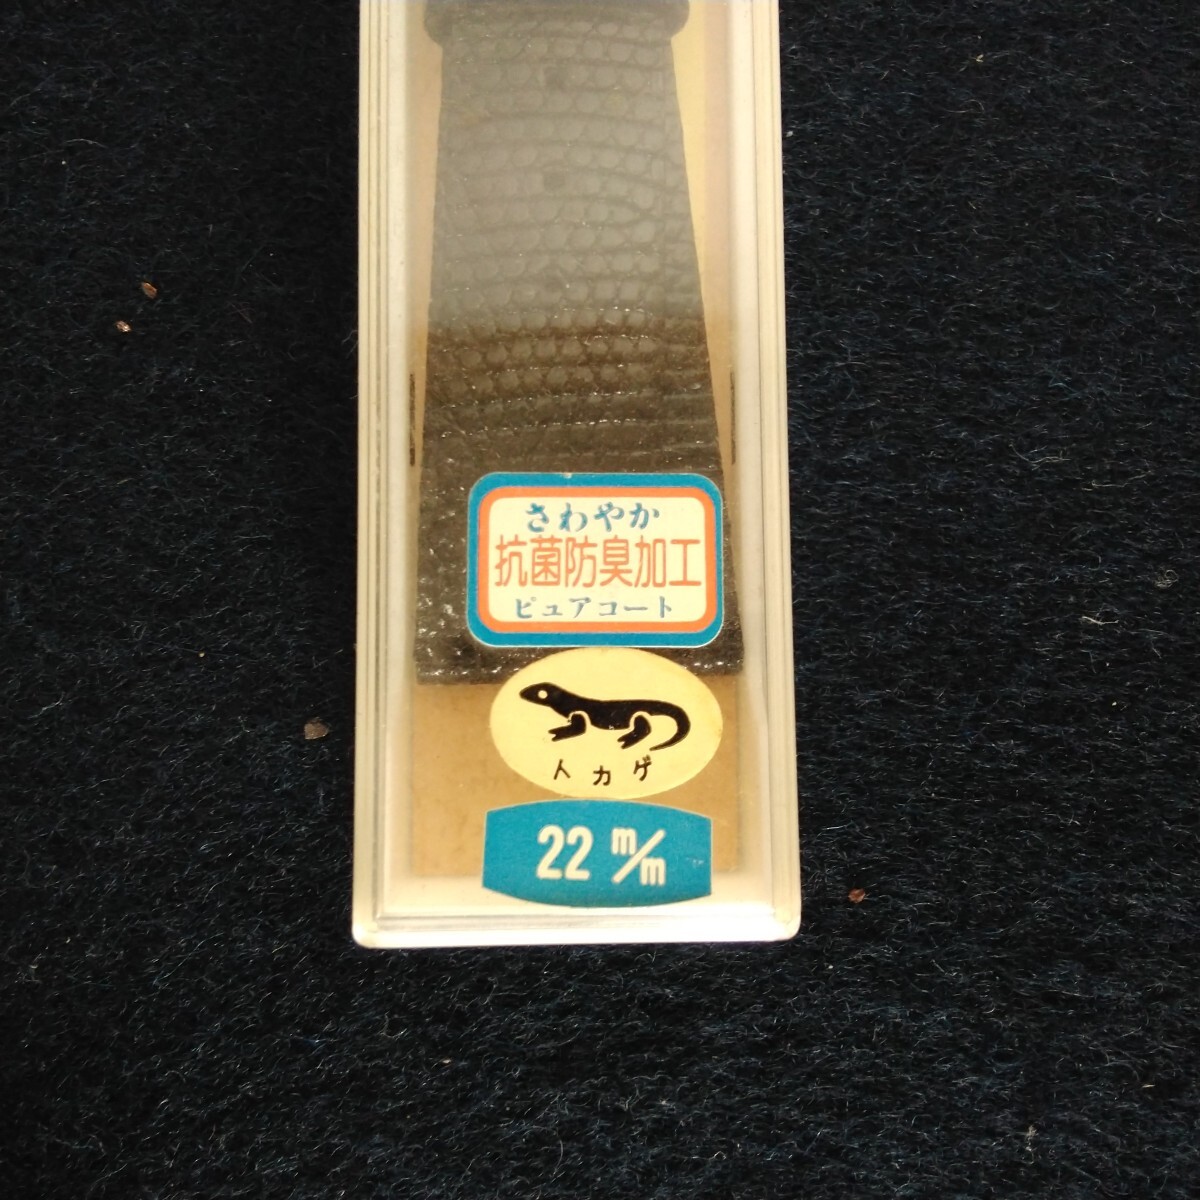 さわやか
抗菌防臭加工
ピュアコート
トカゲ
22 m/m